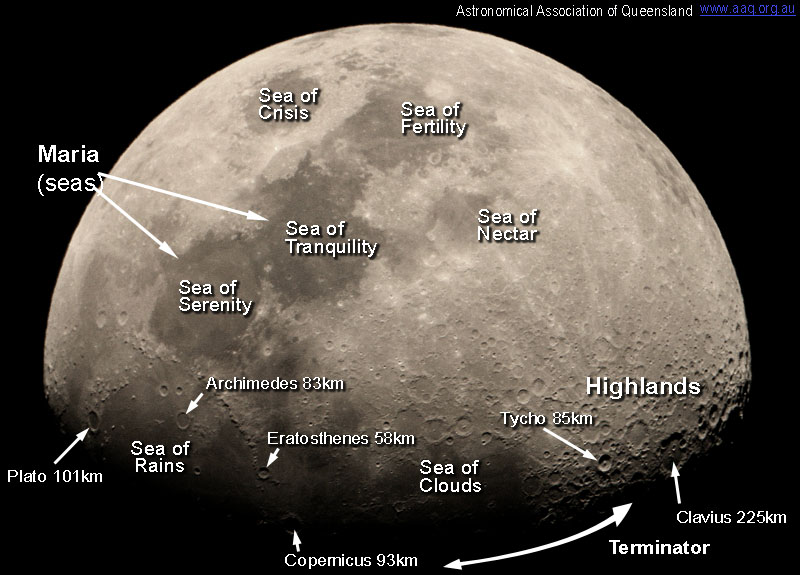 Astronomical Association of Queensland www.aaq.org.au
Sea of
Crisis
Sea of
Fertility
Maria
(seas)
Sea of
Tranquility
Sea of
Nectar
Sea of
Serenity
Archimedes 83km
Highlands
Tycho 85km
Eratosthenes 58km
Sea of
Rains
Plato 101km
Sea of
Clouds
Clavius 225km
Copernicus 93km
Terminator